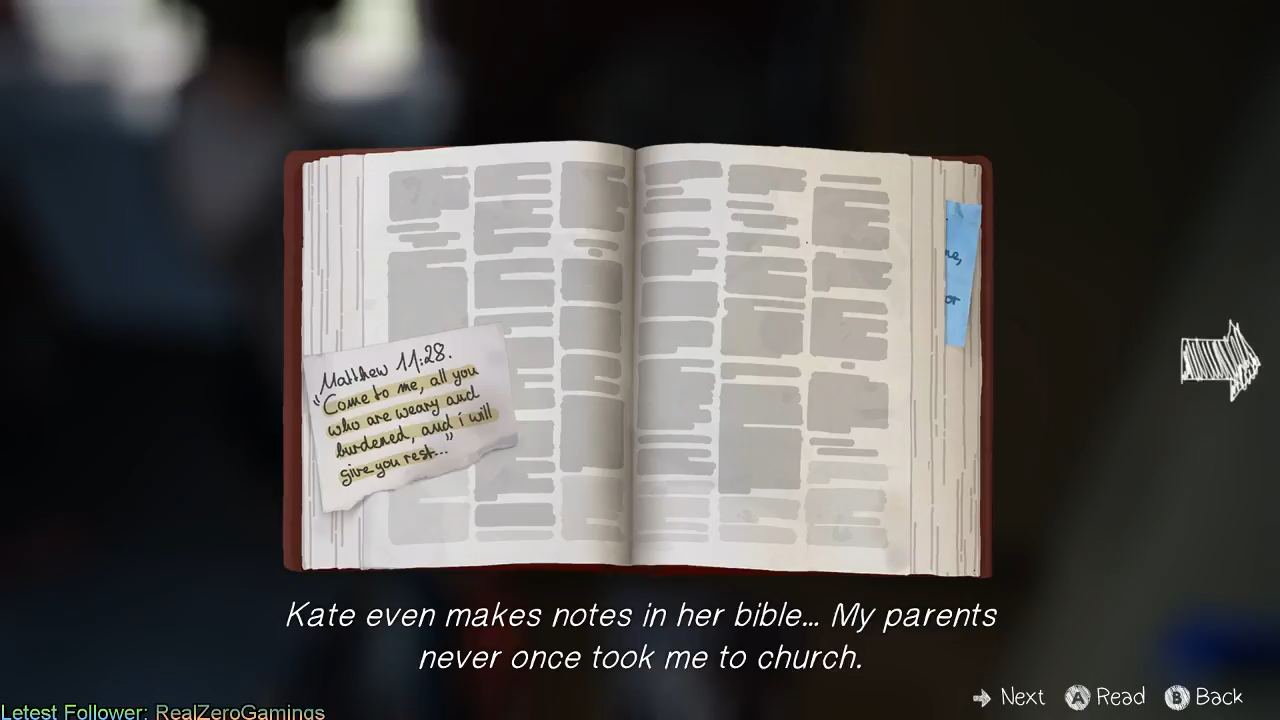 Matthew 11:28.
"Come to me, all you
who are weary and
burdened, and i will
give you rest..."
ne,
or
Kate even makes notes in her bible... My parents
never once took me to church.
Next A Read B Back
Letest Follower: RealZeroGamings